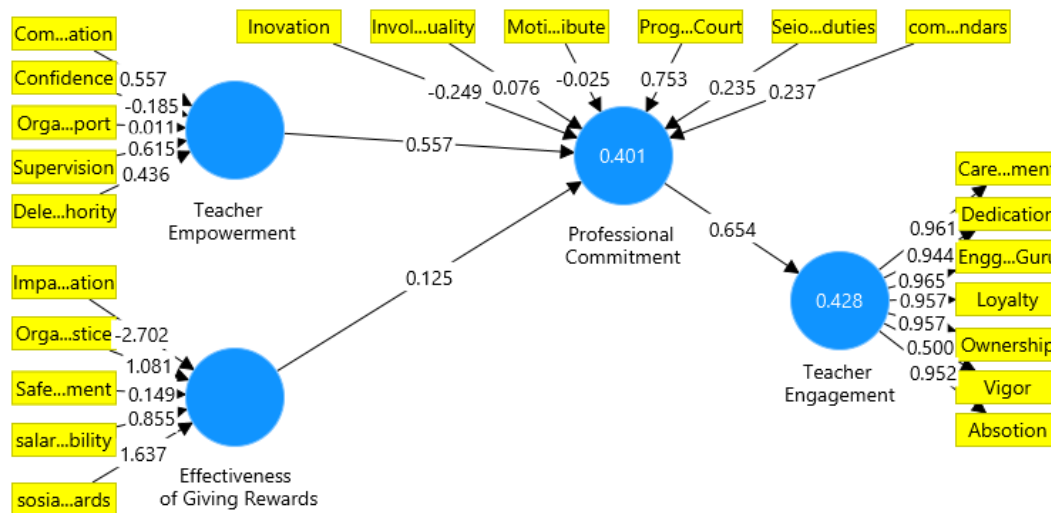 Com...ation
Confidence
Orga...port
Supervision
Dele...hority
0.557
-0.185
0.011
0.615
0.436
Teacher
Empowerment
Inovation
Invol...uality
Moti...ibute
Prog...Court
Seio...duties
com...ndars
-0.249
0.076
-0.025
0.753
0.235
0.237
0.557
0.401
Professional
Commitment
0.125
0.654
Impa...ation
Orga...stice
Safe...ment
salar...bility
sosia...ards
-2.702
1.081
0.149
0.855
1.637
Effectiveness
of Giving Rewards
0.428
Teacher
Engagement
0.961
0.944
0.965
0.957
0.957
0.500
0.952
Care...ment
Dedication
Engg...Guru
Loyalty
Ownership
Vigor
Absotion